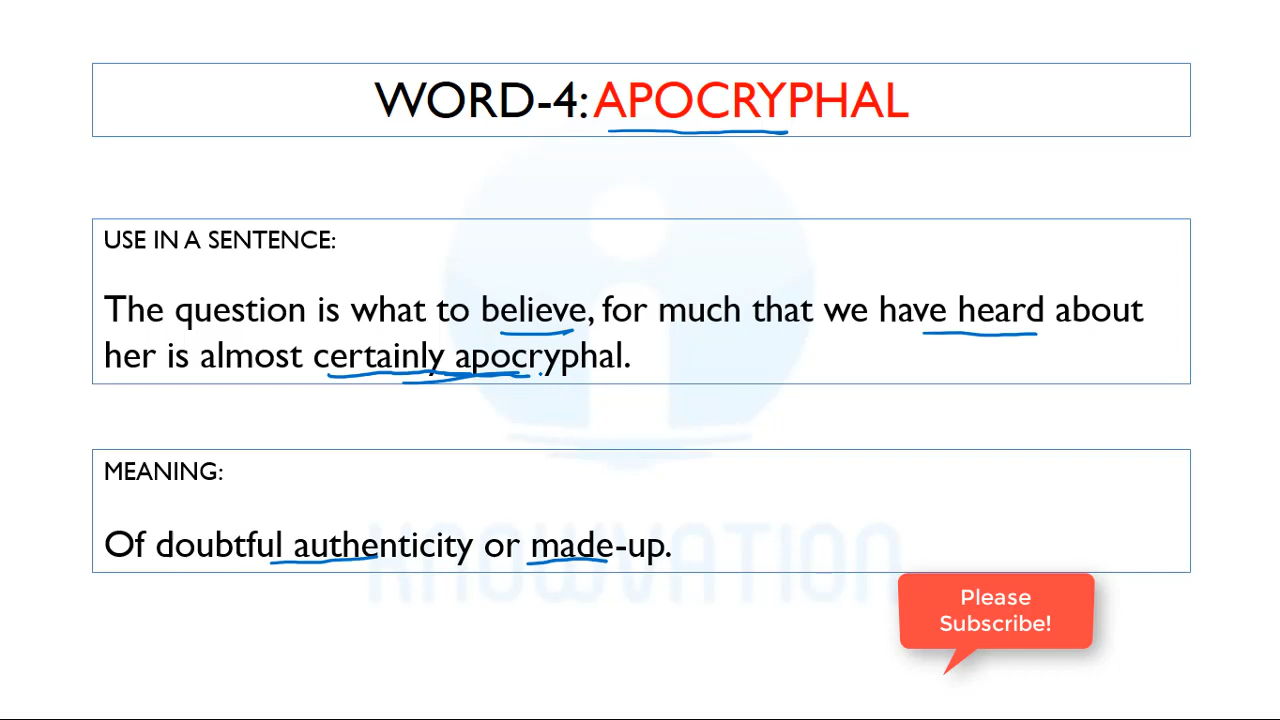 WORD-4: APOCRYPHAL
USE IN A SENTENCE:
The question is what to believe, for much that we have heard about
her is almost certainly apocryphal.
MEANING:
Of doubtful authenticity or made-up.
KNOWVATION
Please
Subscribe!